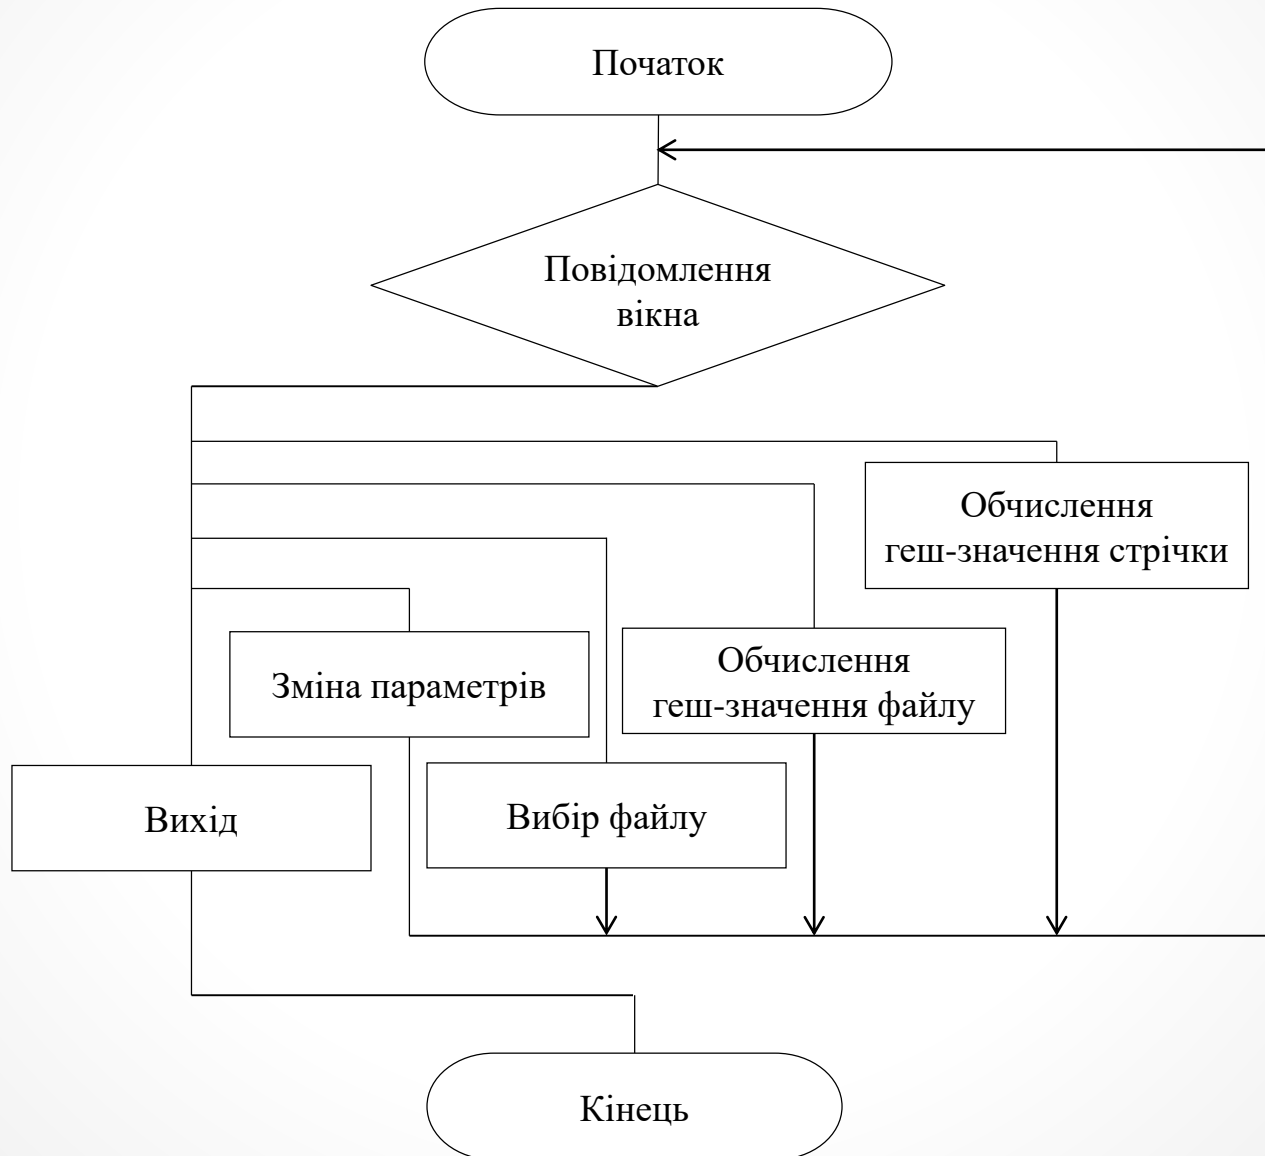 Початок
Повідомлення
вікна
Обчислення
геш-значення стрічки
Обчислення
геш-значення файлу
Зміна параметрів
Вибір файлу
Вихід
Кінець